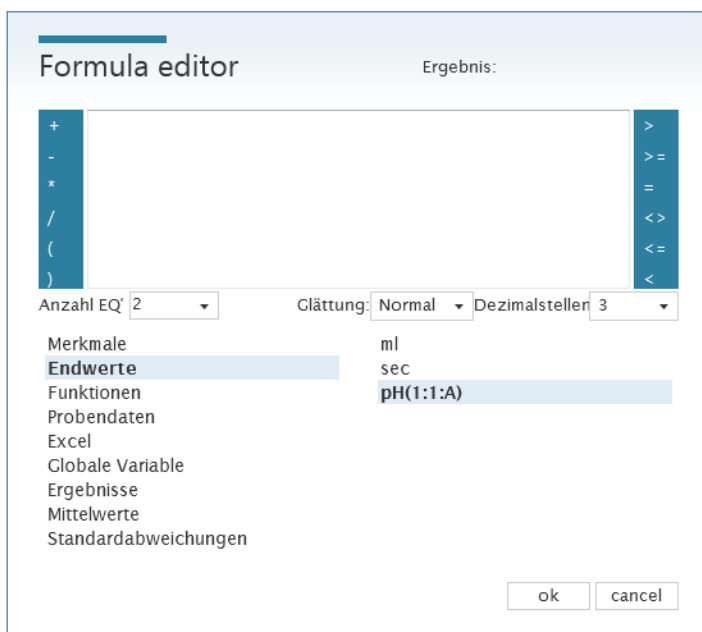 Formula editor
Ergebnis:
+
-
*
/
(
)
>
>=
=
<>
<=
<
Anzahl EQ' 2
Glättung: Normal
Dezimalstellen 3
Merkmale
Endwerte
Funktionen
Probendaten
Excel
Globale Variable
Ergebnisse
Mittelwerte
Standardabweichungen
ml
sec
pH(1:1:A)
ok
cancel